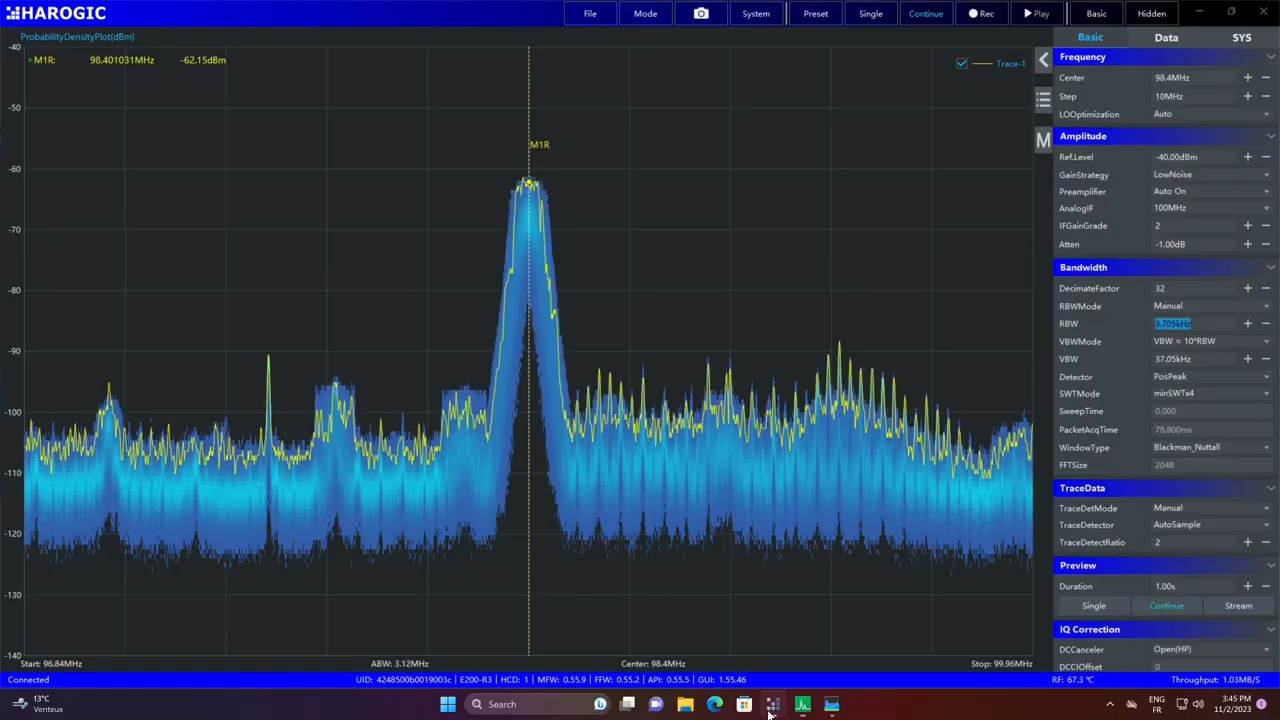 HAROGIC
File Mode System Preset Single Continue Rec Play Basic Hidden
ProbabilityDensityPlot(dBm)
M1R: 98.401031MHz -62.15dBm
Trace-1
M1R
M
-40
-50
-60
-70
-80
-90
-100
-110
-120
-130
-140
Start: 96.84MHz ABW: 3.12MHz Center: 98.4MHz Stop: 99.96MHz
Basic Data SYS
Frequency
Center 98.4MHz + −
Step 10MHz + −
LOOptimization Auto
Amplitude
Ref.Level -40.00dBm + −
GainStrategy LowNoise
Preamplifier Auto On
AnalogIF 100MHz
IFGainGrade 2 + −
Atten -1.00dB + −
Bandwidth
DecimateFactor 32 + −
RBWMode Manual
RBW 3.705kHz + −
VBWMode VBW = 10*RBW
VBW 37.05kHz + −
Detector PosPeak
SWTMode minSWTx4
SweepTime 0.000
PacketAcqTime 76.800ms
WindowType Blackman_Nuttall
FFTSize 2048
TraceData
TraceDetMode Manual
TraceDetector AutoSample
TraceDetectRatio 2 + −
Preview
Duration 1.00s + −
Single Continue Stream
IQ Correction
DCCanceler Open(HP)
DCCIOffset 0
Connected UID: 4248500b0019003c | E200-R3 | HCD: 1 | MFW: 0.55.9 | FFW: 0.55.2 | API: 0.55.5 | GUI: 1.55.46 RF: 67.3 ℃ Throughput: 1.03MB/S
13°C
Venteux
Search
ENG
FR
3:45 PM
11/2/2023